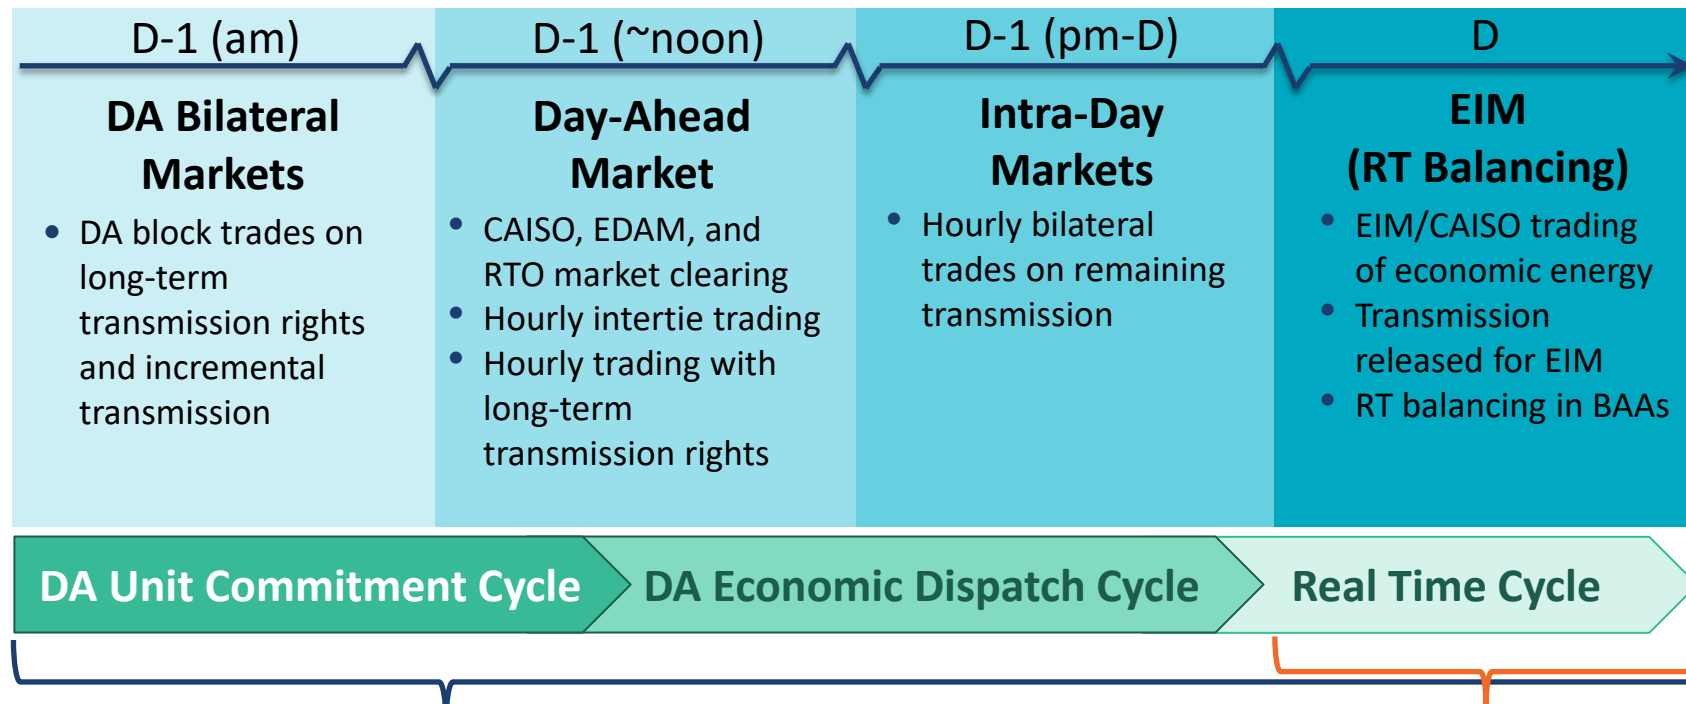 D-1 (am)
DA Bilateral
Markets
• DA block trades on
long-term
transmission rights
and incremental
transmission
D-1 (~noon)
Day-Ahead
Market
• CAISO, EDAM, and
RTO market clearing
• Hourly intertie trading
• Hourly trading with
long-term
transmission rights
D-1 (pm-D)
Intra-Day
Markets
• Hourly bilateral
trades on remaining
transmission
D
EIM
(RT Balancing)
• EIM/CAISO trading
of economic energy
• Transmission
released for EIM
• RT balancing in BAAs
DA Unit Commitment Cycle
DA Economic Dispatch Cycle
Real Time Cycle